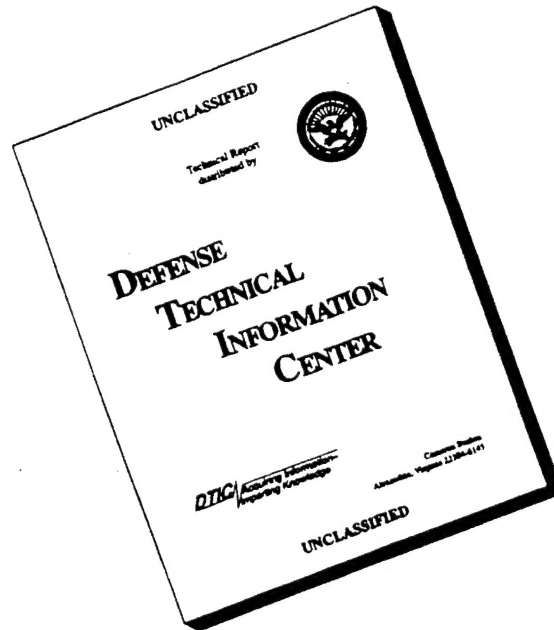 UNCLASSIFIED
Technical Report
distributed by
DEFENSE
TECHNICAL
INFORMATION
CENTER
DTIC
Acquiring Information-
Imparting Knowledge
Cameron Station
Alexandria, Virginia 22304-6145
UNCLASSIFIED